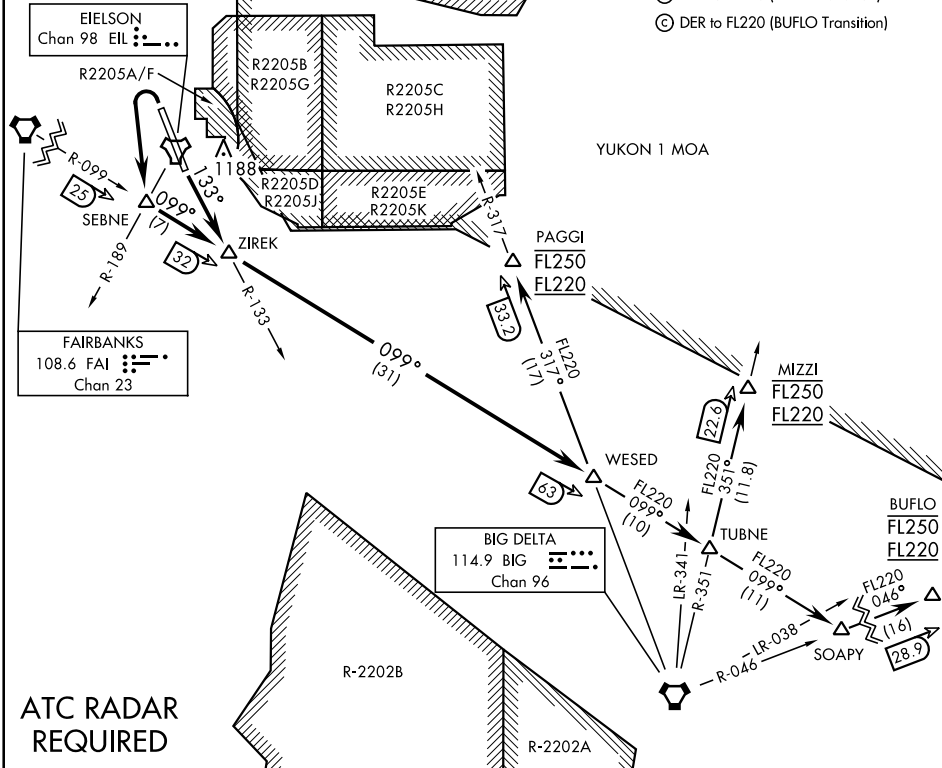 © DER to FL220 (BUFLO Transition)
EIELSON
Chan 98 EIL
R2205A/F
R2205B
R2205G
R2205C
R2205H
YUKON 1 MOA
R-099
25
SEBNE
099°
(7)
133°
1188
R2205D
R2205J
R2205E
R2205K
R-317
32
ZIREK
R-189
R-133
PAGGI
FL250
FL220
33.2
FAIRBANKS
108.6 FAI
Chan 23
099°
(31)
FL220
317°
(17)
MIZZI
FL250
FL220
22.6
FL220
351°
(11.8)
WESED
63
FL220
099°
(10)
TUBNE
BUFLO
FL250
FL220
BIG DELTA
114.9 BIG
Chan 96
LR-341
R-351
FL220
099°
(11)
FL220
046°
(16)
28.9
SOAPY
LR-038
R-046
R-2202B
R-2202A
ATC RADAR
REQUIRED